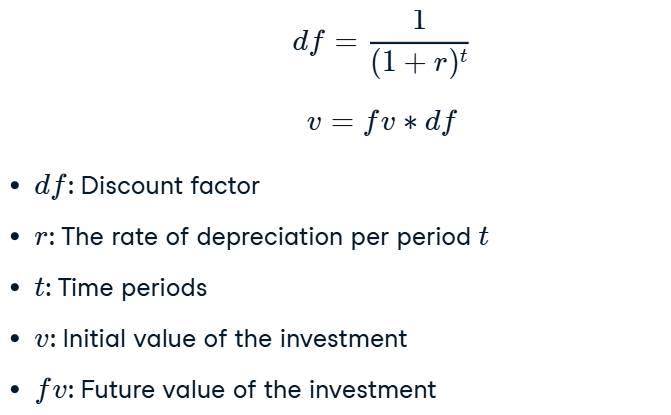 df = 1 / (1 + r)^t
v = fv * df
• df: Discount factor
• r: The rate of depreciation per period t
• t: Time periods
• v: Initial value of the investment
• fv: Future value of the investment